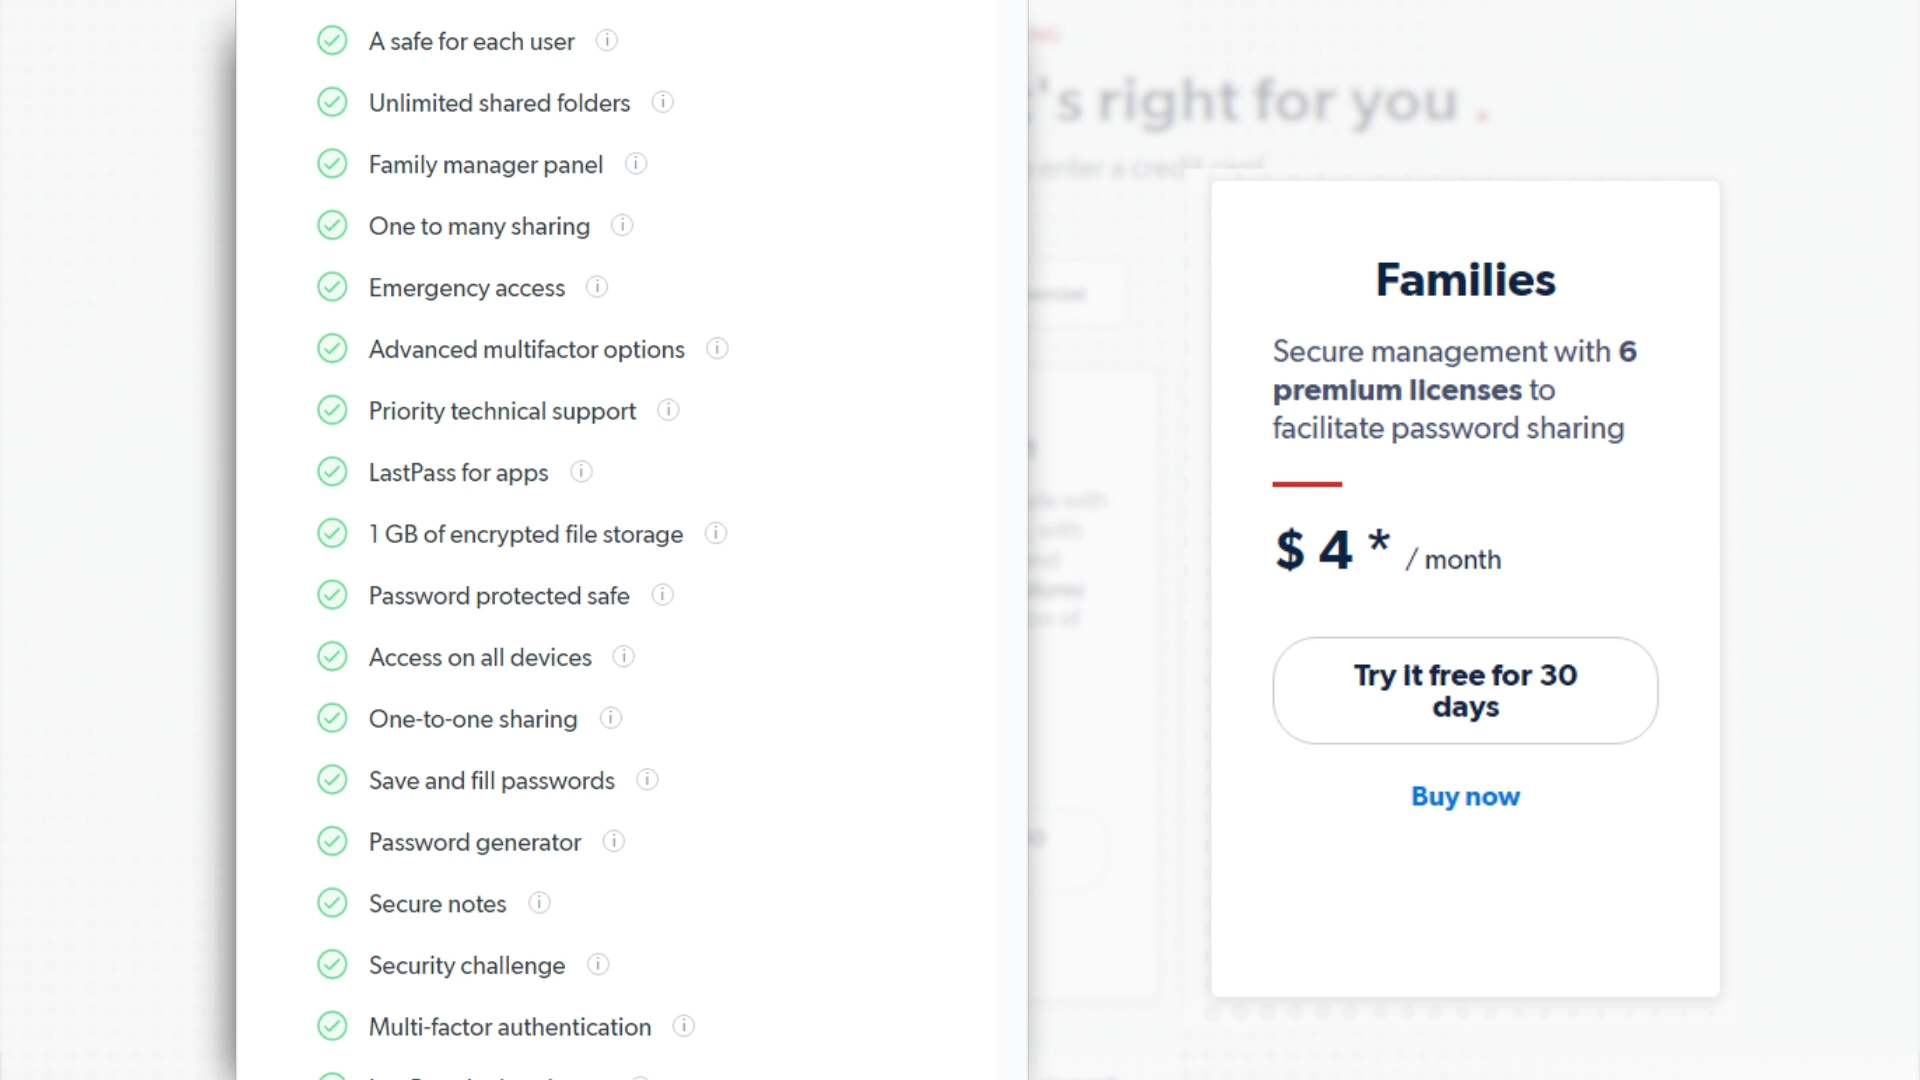 A safe for each user
Unlimited shared folders
Family manager panel
One to many sharing
Emergency access
Advanced multifactor options
Priority technical support
LastPass for apps
1 GB of encrypted file storage
Password protected safe
Access on all devices
One-to-one sharing
Save and fill passwords
Password generator
Secure notes
Security challenge
Multi-factor authentication
's right for you .
enter a credit card
Families
Secure management with 6
premium licenses to
facilitate password sharing
$ 4 * / month
Try it free for 30
days
Buy now